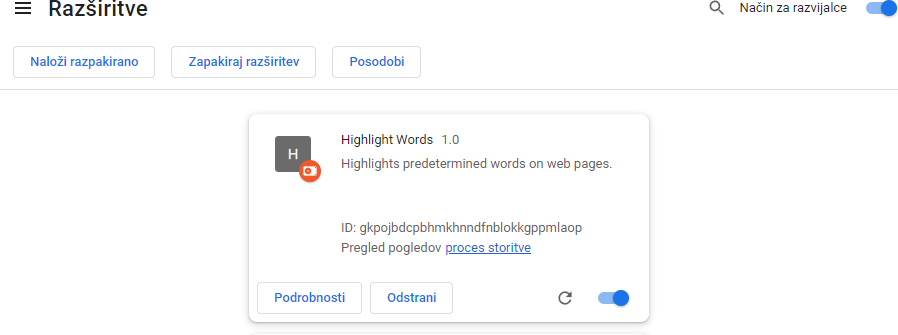 Razširitve
Način za razvijalce
Naloži razpakirano
Zapakiraj razširitev
Posodobi
H
Highlight Words 1.0
Highlights predetermined words on web pages.
ID: gkpojbdcpbhmkhnndfnblokkgppmlaop
Pregled pogledov proces storitve
Podrobnosti
Odstrani